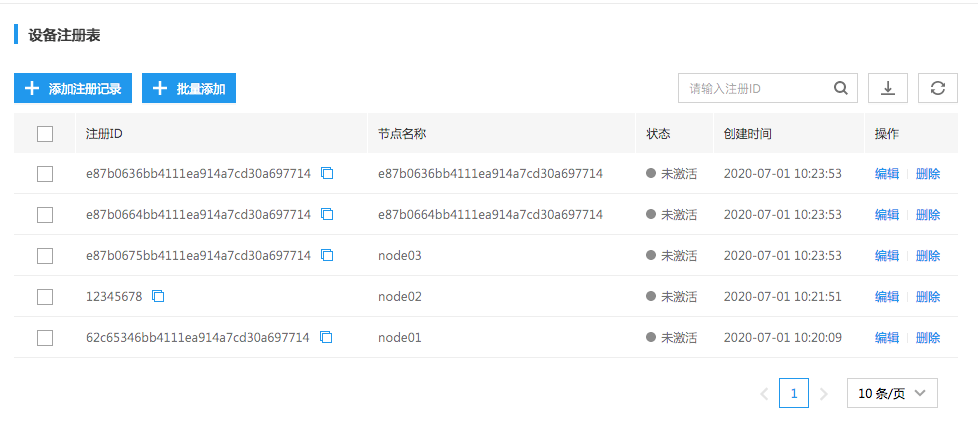 设备注册表
添加注册记录 批量添加 请输入注册ID
注册ID 节点名称 状态 创建时间 操作
e87b0636bb4111ea914a7cd30a697714 e87b0636bb4111ea914a7cd30a697714 未激活 2020-07-01 10:23:53 编辑 删除
e87b0664bb4111ea914a7cd30a697714 e87b0664bb4111ea914a7cd30a697714 未激活 2020-07-01 10:23:53 编辑 删除
e87b0675bb4111ea914a7cd30a697714 node03 未激活 2020-07-01 10:23:53 编辑 删除
12345678 node02 未激活 2020-07-01 10:21:51 编辑 删除
62c65346bb4111ea914a7cd30a697714 node01 未激活 2020-07-01 10:20:09 编辑 删除
1 10 条/页